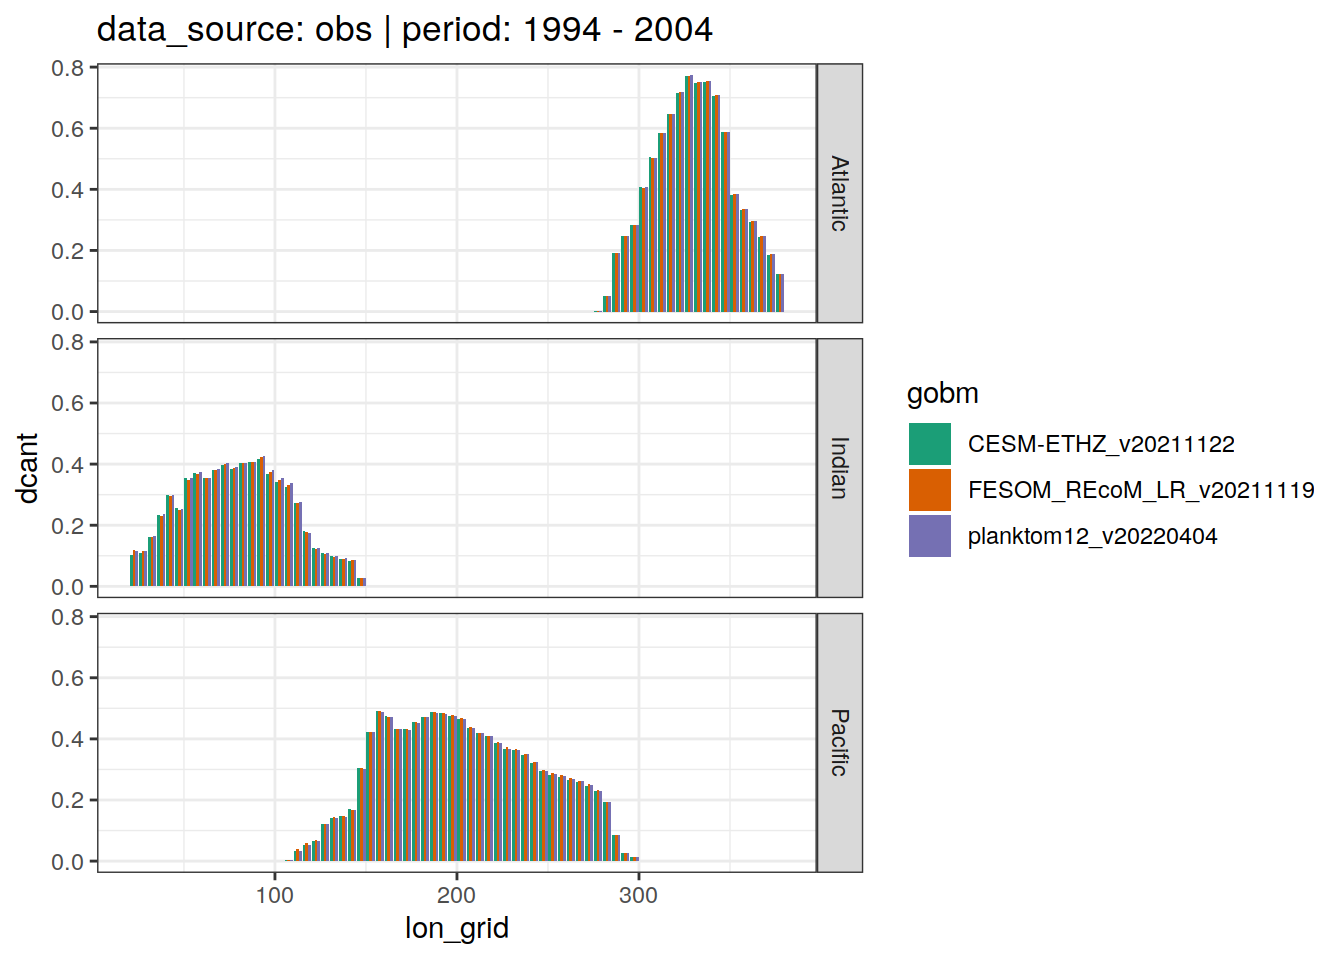 data_source: obs | period: 1994 - 2004
0.8
0.6
0.4
0.2
0.0
Atlantic
0.8
0.6
0.4
0.2
0.0
Indian
0.8
0.6
0.4
0.2
0.0
Pacific
dcant
100 200 300
lon_grid
gobm
CESM-ETHZ_v20211122
FESOM_REcoM_LR_v20211119
planktom12_v20220404